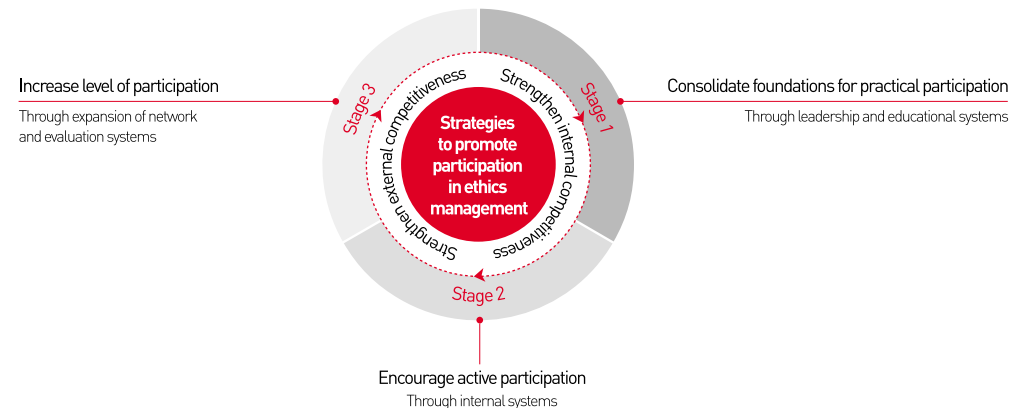 Increase level of participation
Through expansion of network
and evaluation systems
Stage 3
Strengthen external competitiveness
Strategies
to promote
participation
in ethics
management
Strengthen internal competitiveness
Stage 1
Consolidate foundations for practical participation
Through leadership and educational systems
Stage 2
Encourage active participation
Through internal systems